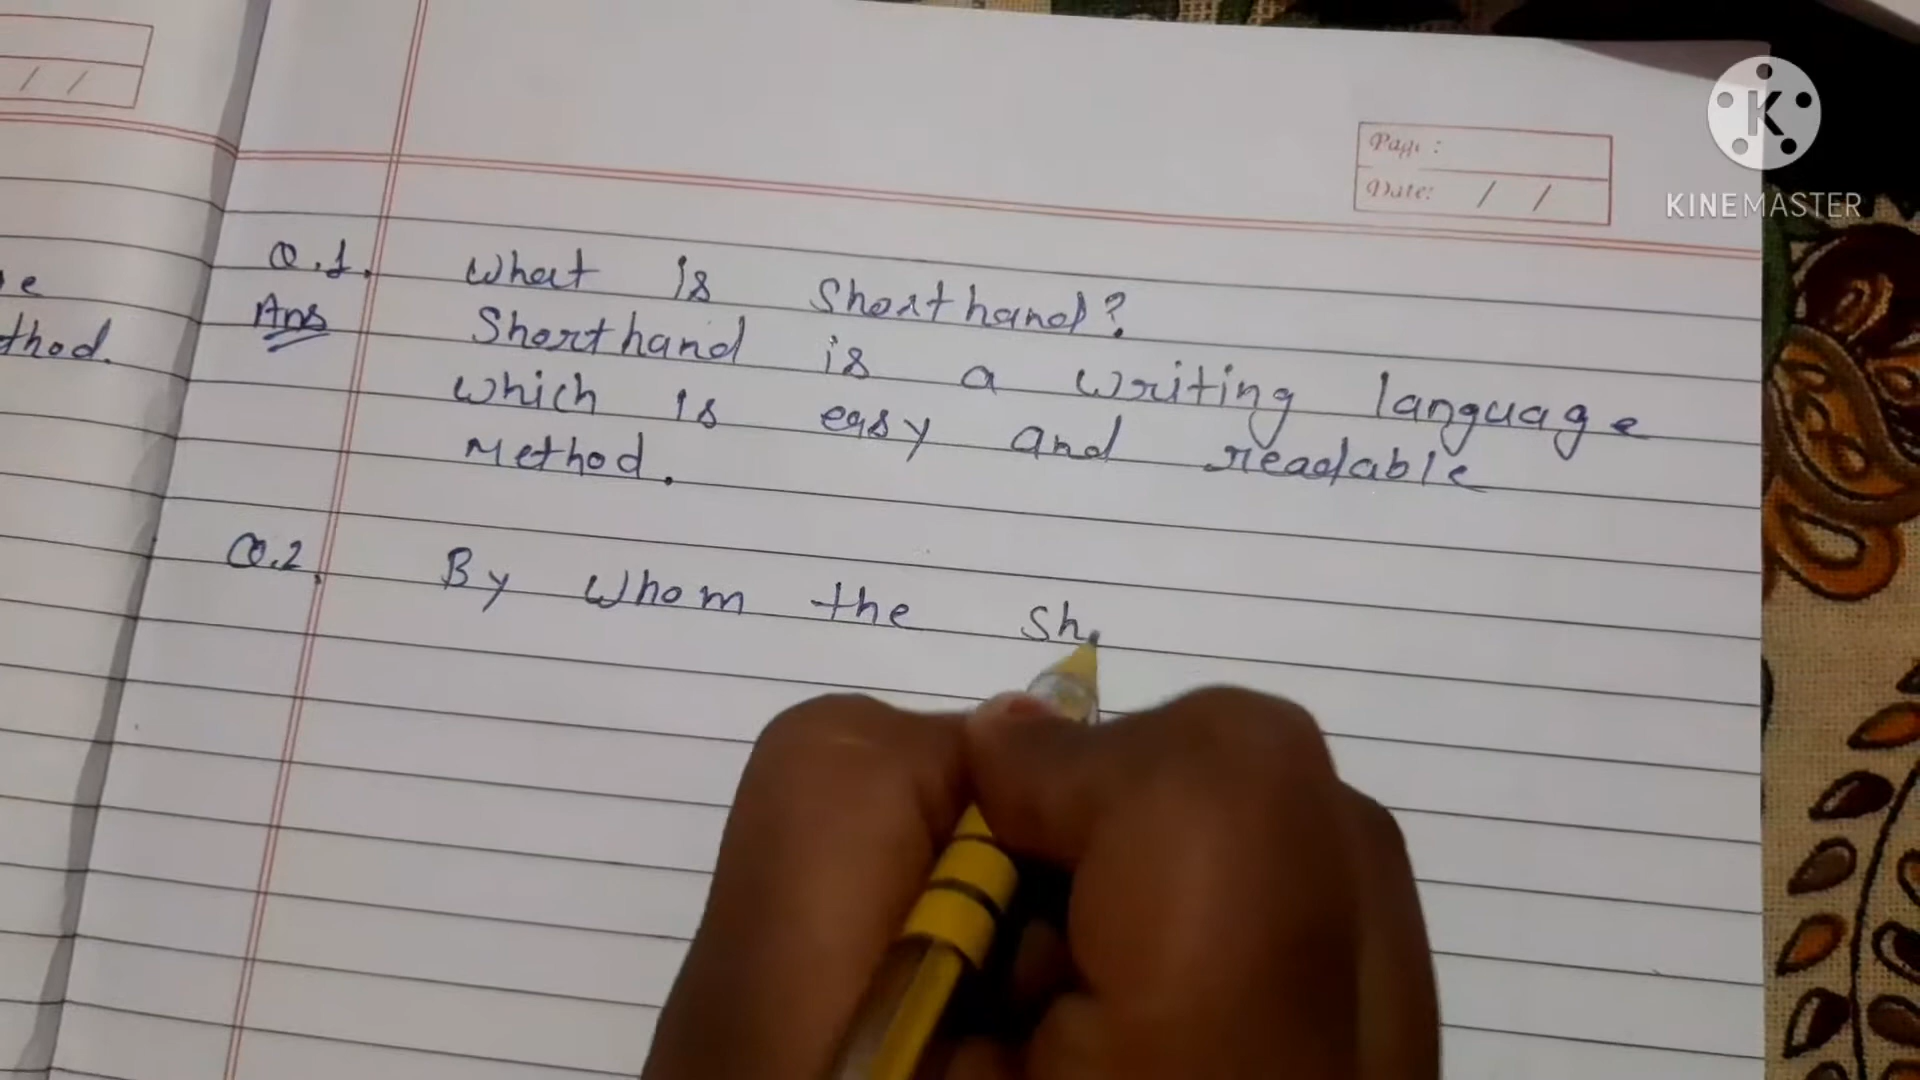 / /
e
thod.
Page :
Date: / /
K
KINEMASTER
Q.1. What is Shorthand?
Ans Shorthand is a writing language
which is easy and readable
Method.
Q.2. By whom the Sh